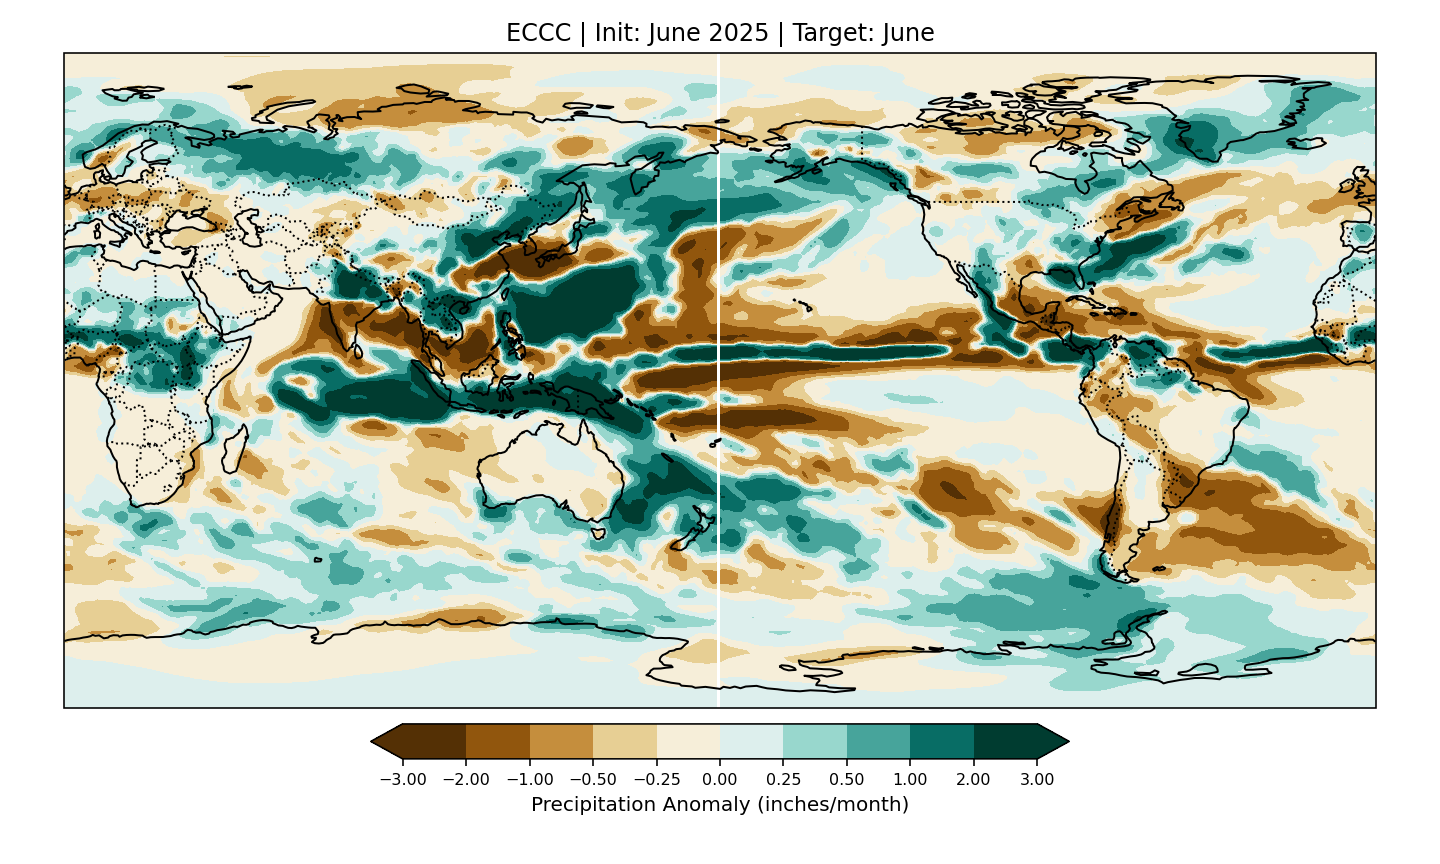 ECCC | Init: June 2025 | Target: June
−3.00 −2.00 −1.00 −0.50 −0.25 0.00 0.25 0.50 1.00 2.00 3.00
Precipitation Anomaly (inches/month)